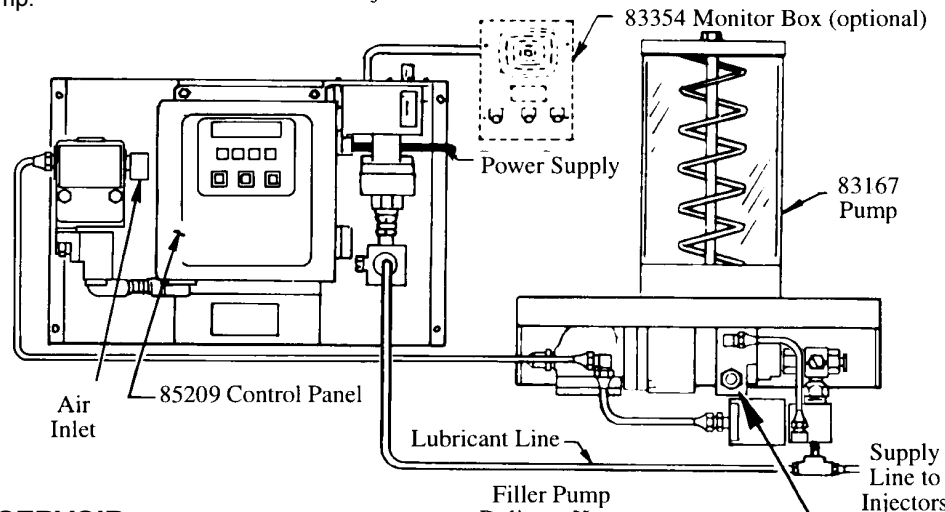 mp.
83354 Monitor Box (optional)
Power Supply
83167
Pump
85209 Control Panel
Air
Inlet
Lubricant Line
Supply
Line to
Injectors
Filler Pump